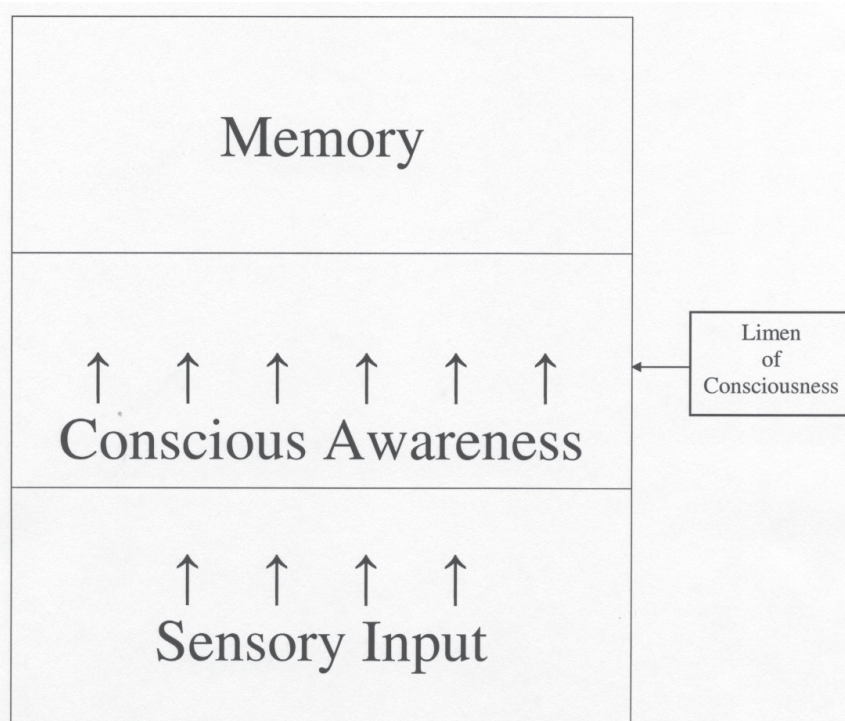 Memory
Limen
of
Consciousness
Conscious Awareness
Sensory Input